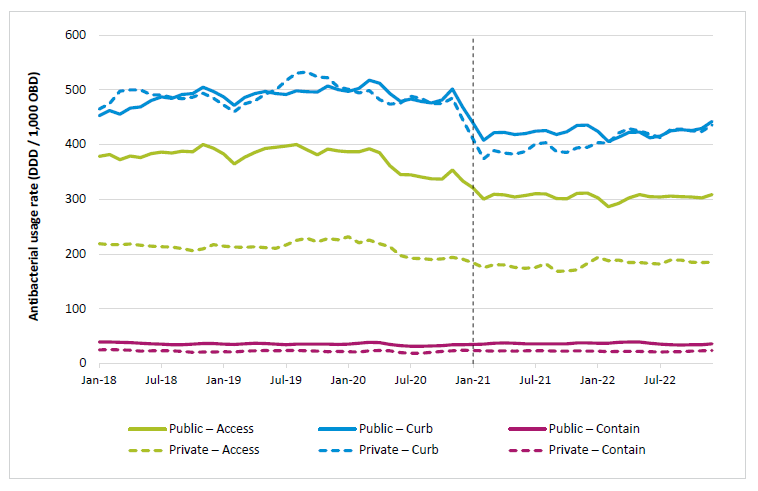 Antibacterial usage rate (DDD / 1,000 OBD)
600
500
400
300
200
100
0
Jan-18 Jul-18 Jan-19 Jul-19 Jan-20 Jul-20 Jan-21 Jul-21 Jan-22 Jul-22
Public – Access Public – Curb Public – Contain
Private – Access Private – Curb Private – Contain